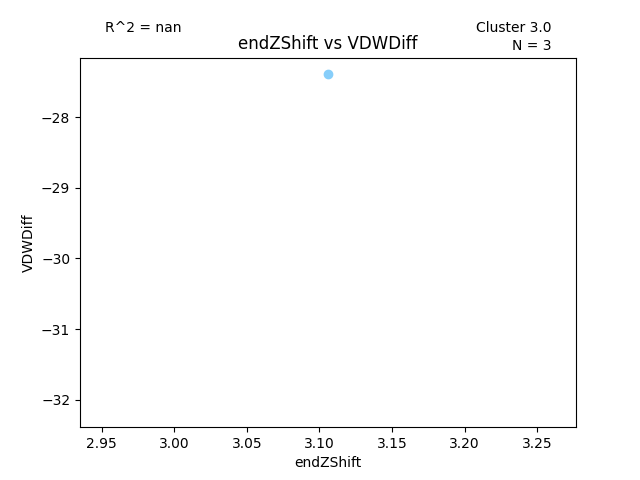 R^2 = nan
Cluster 3.0
N = 3
endZShift vs VDWDiff
VDWDiff
−28
−29
−30
−31
−32
2.95 3.00 3.05 3.10 3.15 3.20 3.25
endZShift